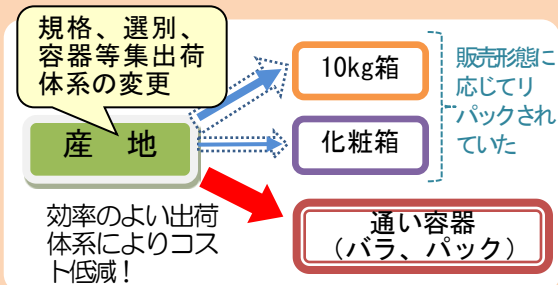 規格、選別、
容器等集出荷
体系の変更
産 地
10kg箱
化粧箱
販売形態に
応じてリ
パックされ
ていた
効率のよい出荷
体系によりコス
ト低減！
通い容器
（バラ、パック）